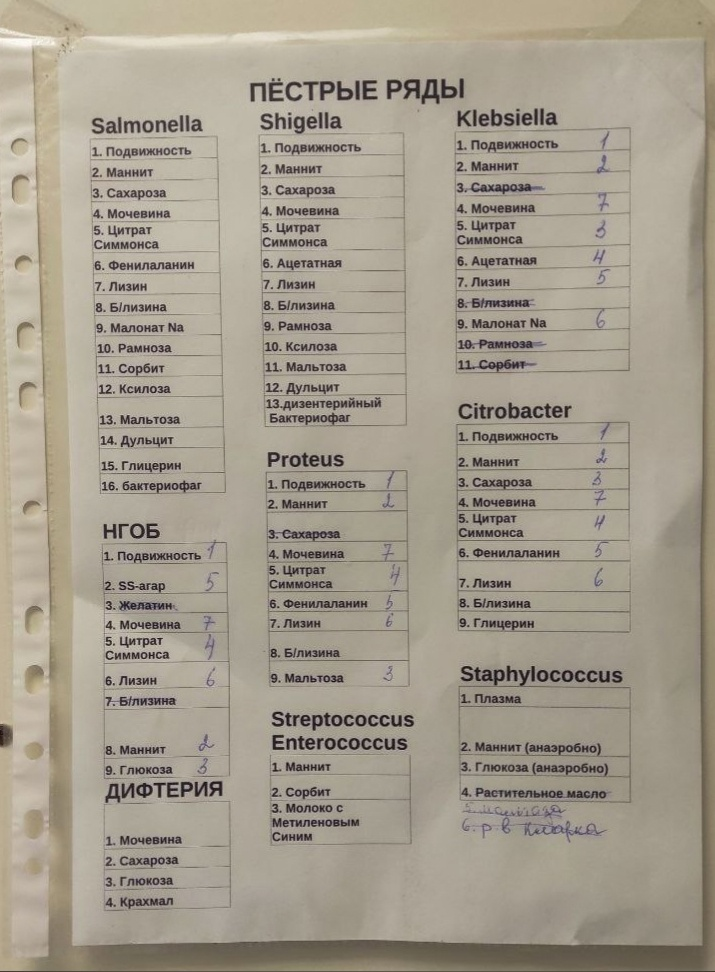 ПЁСТРЫЕ РЯДЫ
Salmonella
1. Подвижность
2. Маннит
3. Сахароза
4. Мочевина
5. Цитрат
Симмонса
6. Фенилаланин
7. Лизин
8. Б/лизина
9. Малонат Na
10. Рамноза
11. Сорбит
12. Ксилоза
13. Мальтоза
14. Дульцит
15. Глицерин
16. бактериофаг
НГОБ
1. Подвижность 1
2. SS-агар 5
3. Желатин
4. Мочевина 7
5. Цитрат
Симмонса 4
6. Лизин 6
7. Б/лизина
8. Маннит 2
9. Глюкоза 3
ДИФТЕРИЯ
1. Мочевина
2. Сахароза
3. Глюкоза
4. Крахмал
Shigella
1. Подвижность
2. Маннит
3. Сахароза
4. Мочевина
5. Цитрат
Симмонса
6. Ацетатная
7. Лизин
8. Б/лизина
9. Рамноза
10. Ксилоза
11. Мальтоза
12. Дульцит
13.дизентерийный
Бактериофаг
Proteus
1. Подвижность 1
2. Маннит 2
3. Сахароза
4. Мочевина 7
5. Цитрат
Симмонса 4
6. Фенилаланин 5
7. Лизин 6
8. Б/лизина
9. Мальтоза 3
Streptococcus
Enterococcus
1. Маннит
2. Сорбит
3. Молоко с
Метиленовым
Синим
Klebsiella
1. Подвижность 1
2. Маннит 2
3. Сахароза
4. Мочевина 7
5. Цитрат
Симмонса 3
6. Ацетатная 4
7. Лизин 5
8. Б/лизина
9. Малонат Na 6
10. Рамноза
11. Сорбит
Citrobacter
1. Подвижность 1
2. Маннит 2
3. Сахароза 3
4. Мочевина 7
5. Цитрат
Симмонса 4
6. Фенилаланин 5
7. Лизин 6
8. Б/лизина
9. Глицерин
Staphylococcus
1. Плазма
2. Маннит (анаэробно)
3. Глюкоза (анаэробно)
4. Растительное масло
5. мальтоза
6. р в Кларка